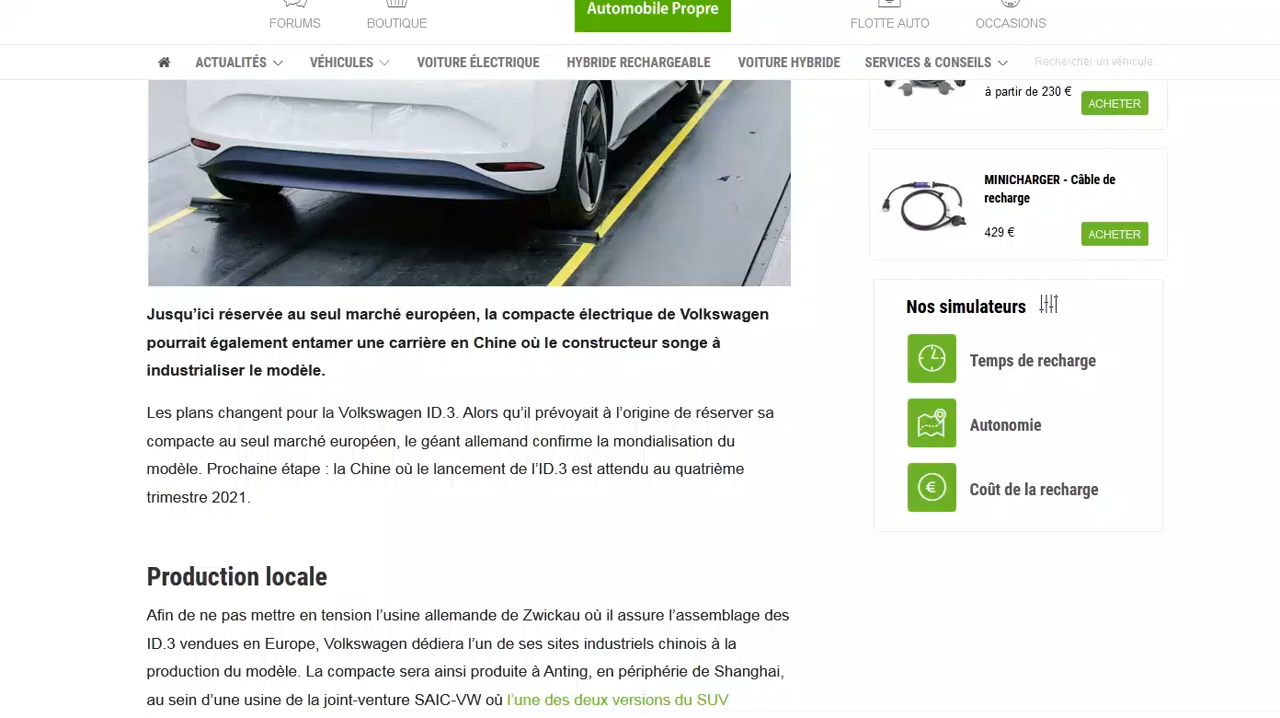 FORUMS
BOUTIQUE
Automobile Propre
FLOTTE AUTO
OCCASIONS
ACTUALITÉS
VÉHICULES
VOITURE ÉLECTRIQUE
HYBRIDE RECHARGEABLE
VOITURE HYBRIDE
SERVICES & CONSEILS
Rechercher un véhicule...
à partir de 230 €
ACHETER
MINICHARGER - Câble de
recharge
429 €
ACHETER
Jusqu’ici réservée au seul marché européen, la compacte électrique de Volkswagen
pourrait également entamer une carrière en Chine où le constructeur songe à
industrialiser le modèle.
Les plans changent pour la Volkswagen ID.3. Alors qu’il prévoyait à l’origine de réserver sa
compacte au seul marché européen, le géant allemand confirme la mondialisation du
modèle. Prochaine étape : la Chine où le lancement de l’ID.3 est attendu au quatrième
trimestre 2021.
Production locale
Afin de ne pas mettre en tension l’usine allemande de Zwickau où il assure l’assemblage des
ID.3 vendues en Europe, Volkswagen dédiera l’un de ses sites industriels chinois à la
production du modèle. La compacte sera ainsi produite à Anting, en périphérie de Shanghai,
au sein d’une usine de la joint-venture SAIC-VW où l’une des deux versions du SUV
Nos simulateurs
Temps de recharge
Autonomie
Coût de la recharge